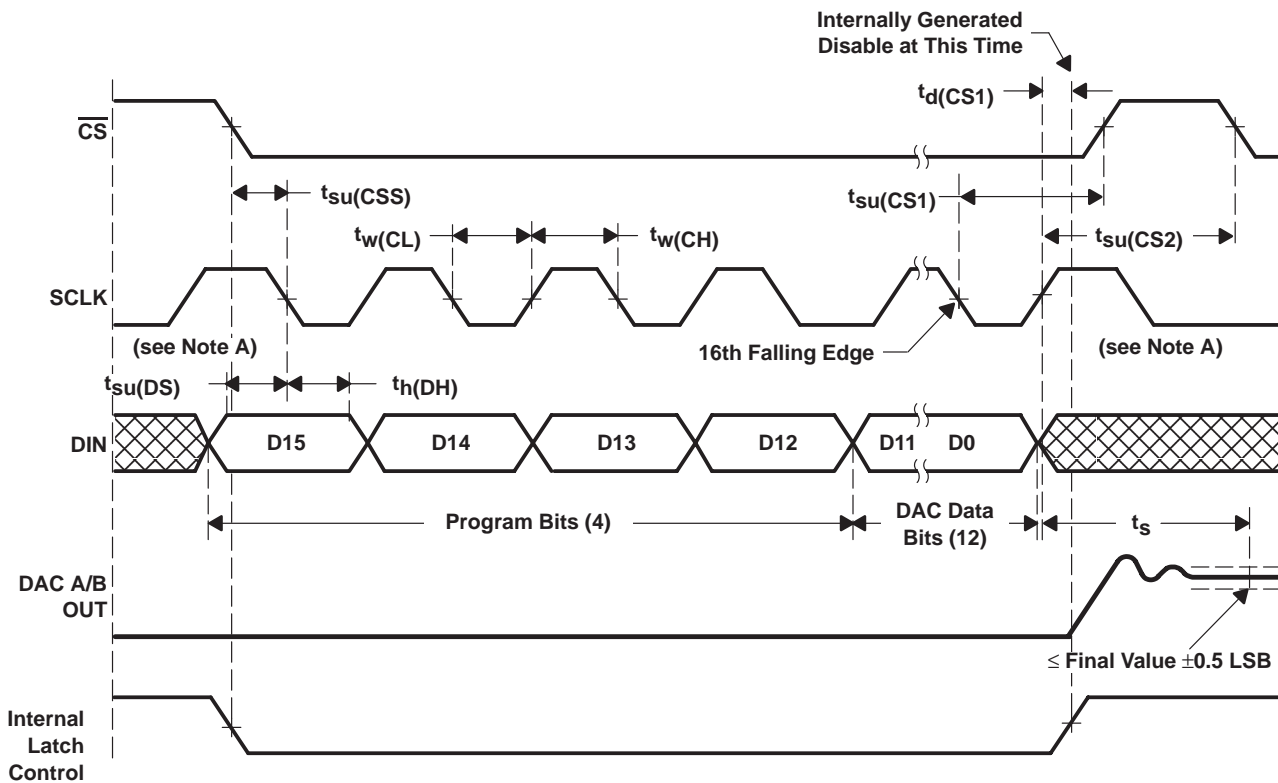 Internally Generated
Disable at This Time
td(CS1)
CS
tsu(CSS)
tsu(CS1)
tw(CL)
tw(CH)
tsu(CS2)
SCLK
(see Note A)
16th Falling Edge
(see Note A)
tsu(DS)
th(DH)
DIN
D15
D14
D13
D12
D11
D0
Program Bits (4)
DAC Data
Bits (12)
ts
DAC A/B
OUT
≤ Final Value ±0.5 LSB
Internal
Latch
Control